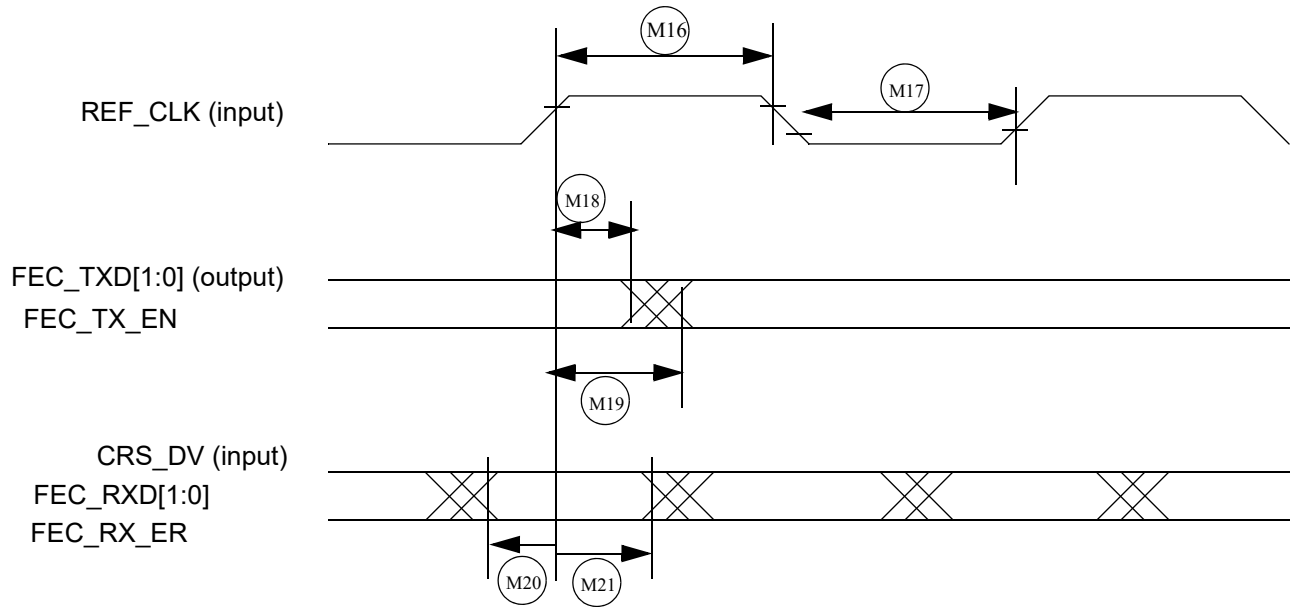 M16
REF_CLK (input)
M17
M18
FEC_TXD[1:0] (output)
FEC_TX_EN
M19
CRS_DV (input)
FEC_RXD[1:0]
FEC_RX_ER
M20
M21